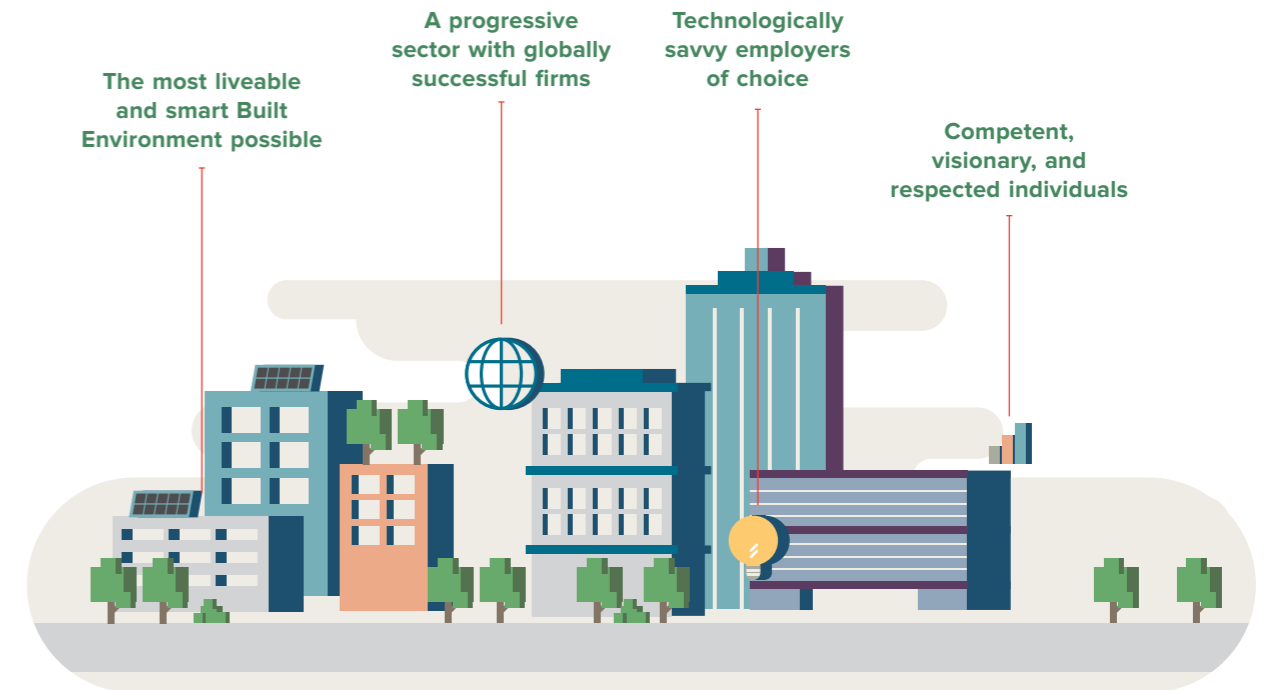 The most liveable
and smart Built
Environment possible
A progressive
sector with globally
successful firms
Technologically
savvy employers
of choice
Competent,
visionary, and
respected individuals